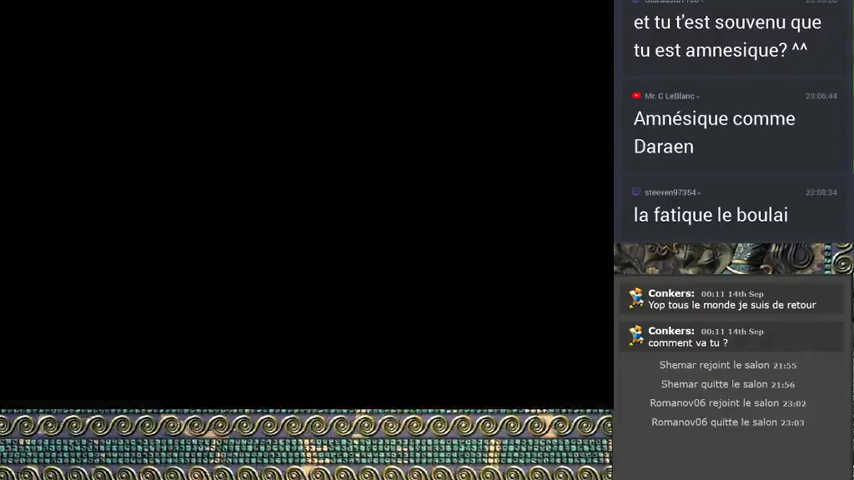 et tu t'est souvenu que
tu est amnesique? ^^
Mr. C LeBlanc
23:06:44
Amnésique comme
Daraen
steeven97354
23:08:34
la fatique le boulai
Conkers: 00:11 14th Sep
Yop tous le monde je suis de retour
Conkers: 00:11 14th Sep
comment va tu ?
Shemar rejoint le salon 21:55
Shemar quitte le salon 21:56
Romanov06 rejoint le salon 23:02
Romanov06 quitte le salon 23:03